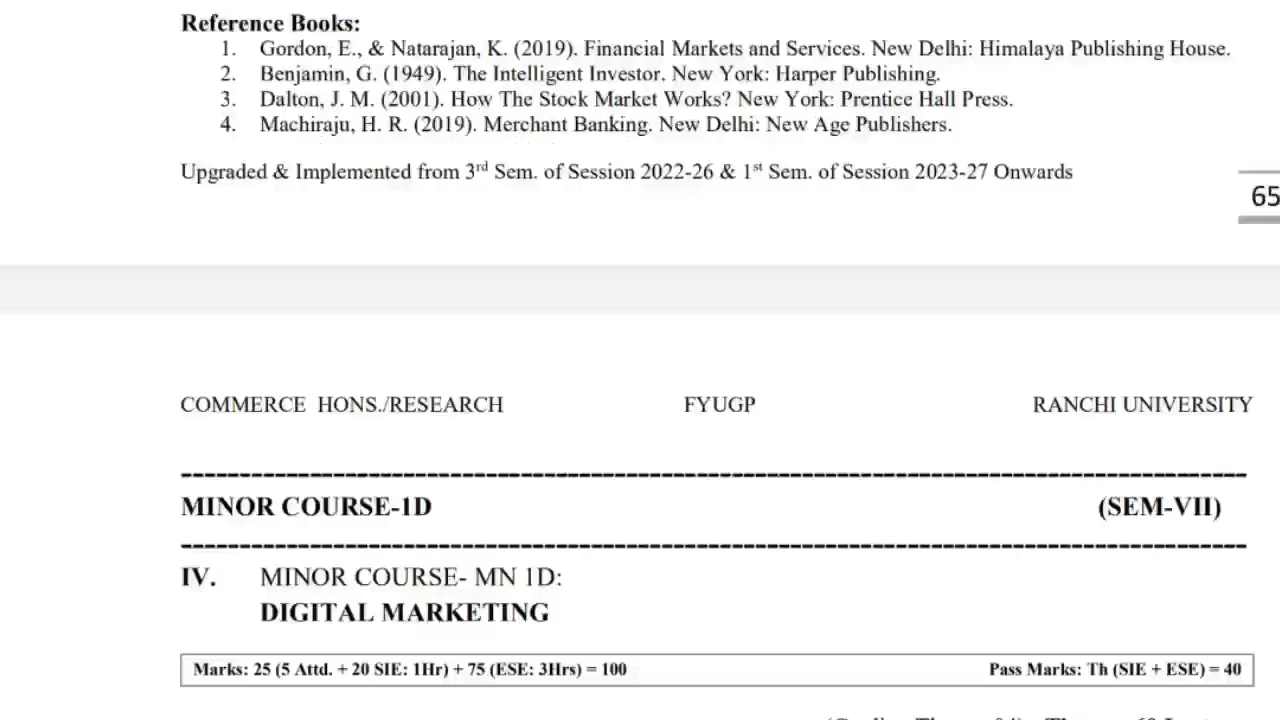 Reference Books:
1. Gordon, E., & Natarajan, K. (2019). Financial Markets and Services. New Delhi: Himalaya Publishing House.
2. Benjamin, G. (1949). The Intelligent Investor. New York: Harper Publishing.
3. Dalton, J. M. (2001). How The Stock Market Works? New York: Prentice Hall Press.
4. Machiraju, H. R. (2019). Merchant Banking. New Delhi: New Age Publishers.
Upgraded & Implemented from 3rd Sem. of Session 2022-26 & 1st Sem. of Session 2023-27 Onwards
65
COMMERCE HONS./RESEARCH FYUGP RANCHI UNIVERSITY
MINOR COURSE-1D (SEM-VII)
IV. MINOR COURSE- MN 1D:
DIGITAL MARKETING
Marks: 25 (5 Attd. + 20 SIE: 1Hr) + 75 (ESE: 3Hrs) = 100 Pass Marks: Th (SIE + ESE) = 40